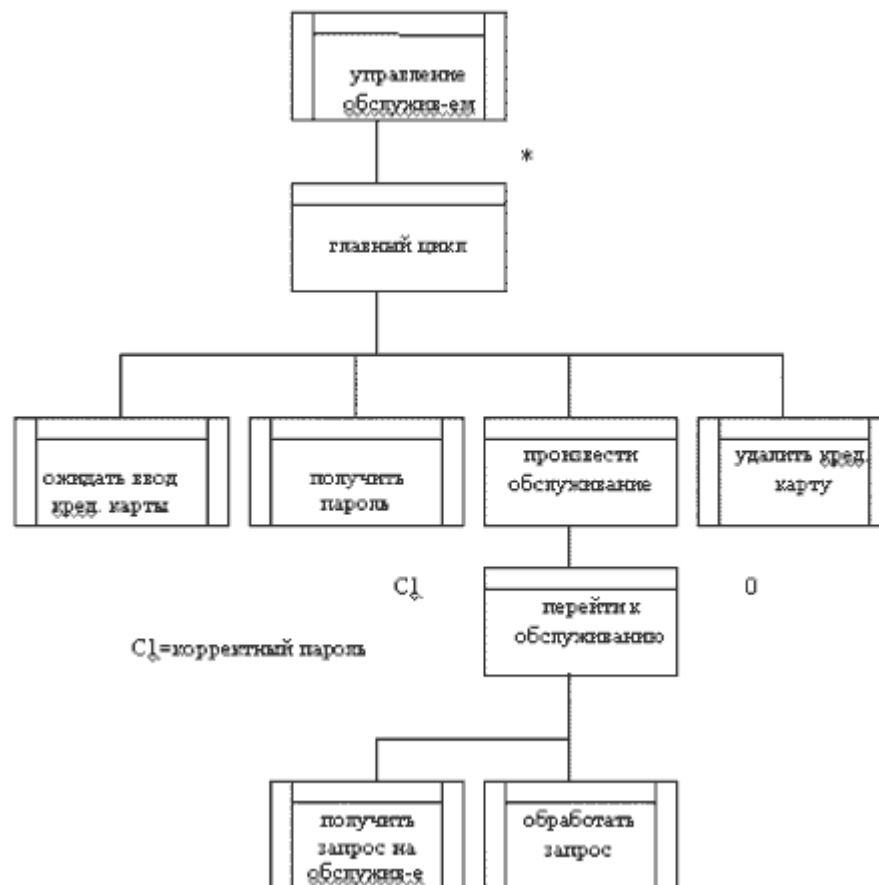 управление
обслужив-ем
*
главный цикл
ожидать ввод
кред. карты
получить
пароль
произвести
обслуживание
удалить кред.
карту
C1
0
перейти к
обслуживанию
C1=корректный пароль
получить
запрос на
обслужив-е
обработать
запрос